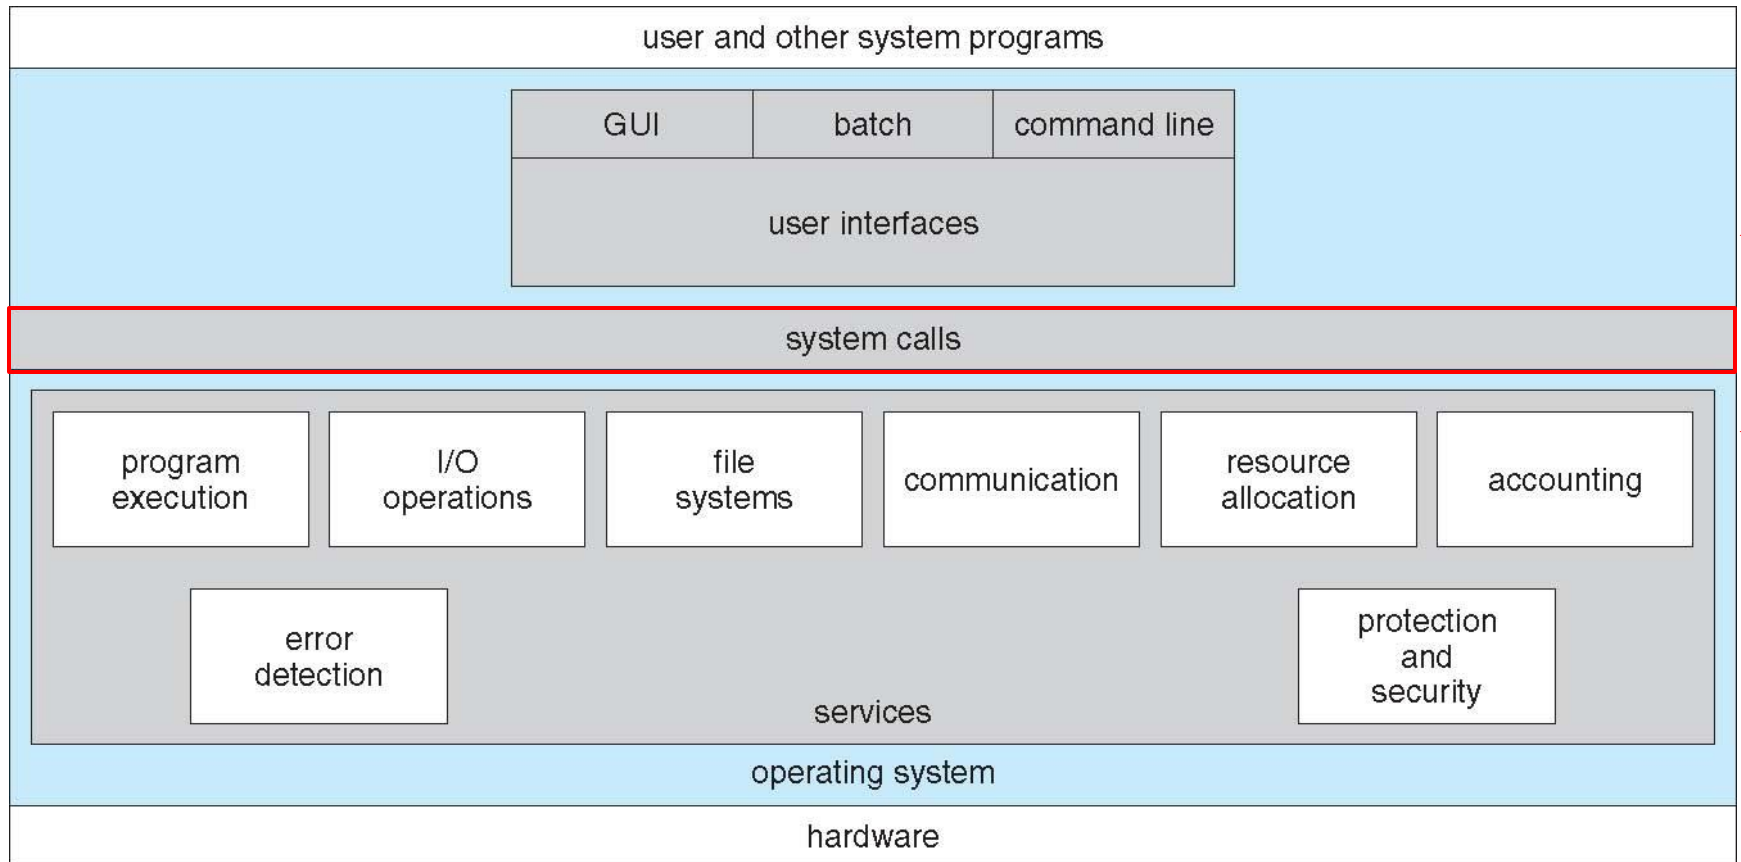 user and other system programs
GUI
batch
command line
user interfaces
system calls
program
execution
I/O
operations
file
systems
communication
resource
allocation
accounting
error
detection
protection
and
security
services
operating system
hardware